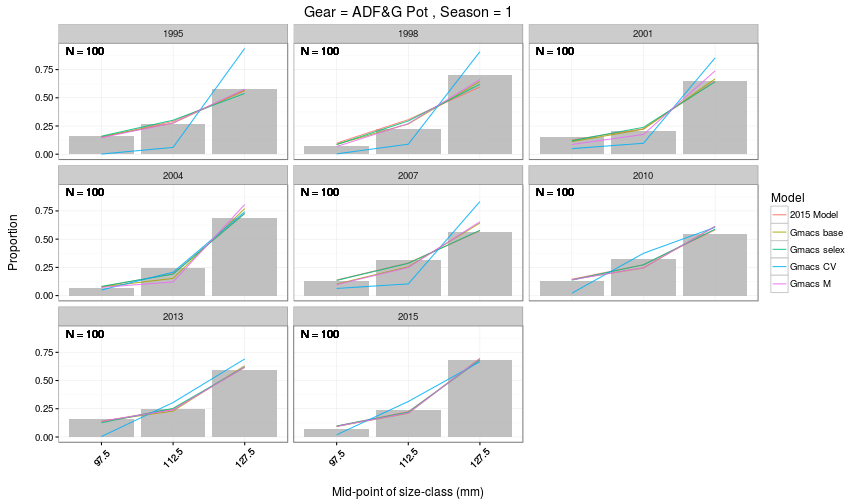 Gear = ADF&G Pot , Season = 1
1995
1998
2001
N = 100
N = 100
N = 100
0.75
0.50
0.25
0.00
2004
2007
2010
N = 100
N = 100
N = 100
0.75
0.50
0.25
0.00
2013
2015
N = 100
N = 100
0.75
0.50
0.25
0.00
97.5
112.5
127.5
97.5
112.5
127.5
Proportion
Mid-point of size-class (mm)
Model
2015 Model
Gmacs base
Gmacs selex
Gmacs CV
Gmacs M